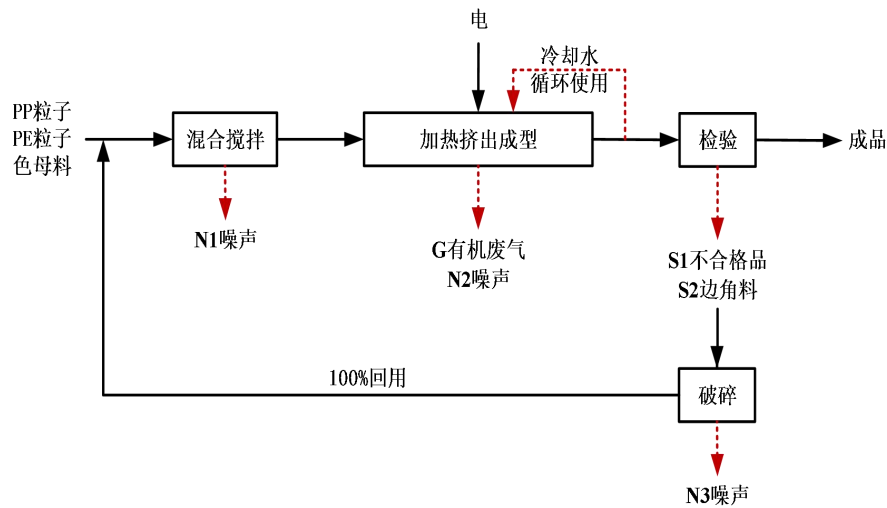 电
冷却水
循环使用
PP粒子
PE粒子
色母料
混合搅拌
加热挤出成型
检验
成品
N1噪声
G有机废气
N2噪声
S1不合格品
S2边角料
100%回用
破碎
N3噪声